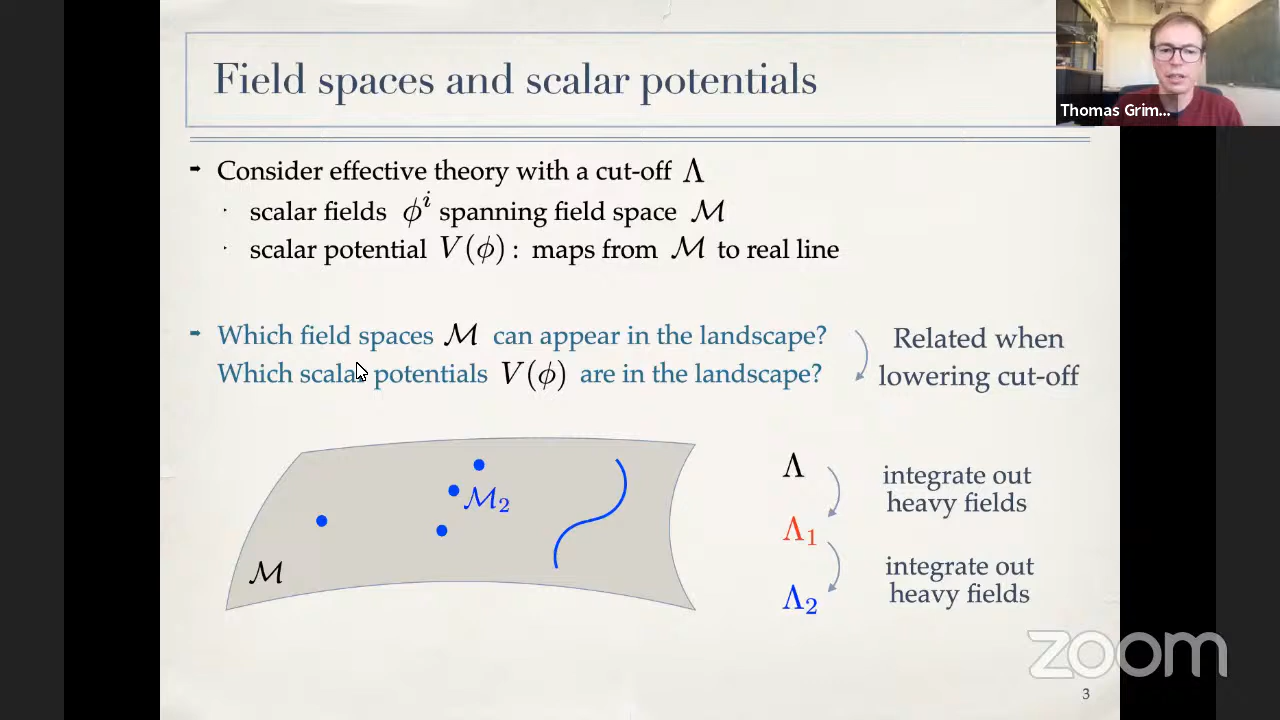 Field spaces and scalar potentials
Thomas Grim...
➡ Consider effective theory with a cut-off Λ
· scalar fields ϕ^i spanning field space ℳ
· scalar potential V(ϕ): maps from ℳ to real line
➡ Which field spaces ℳ can appear in the landscape?
Which scalar potentials V(ϕ) are in the landscape?
Related when
lowering cut-off
ℳ₂
ℳ
Λ
integrate out
heavy fields
Λ₁
integrate out
heavy fields
Λ₂
zoom
3